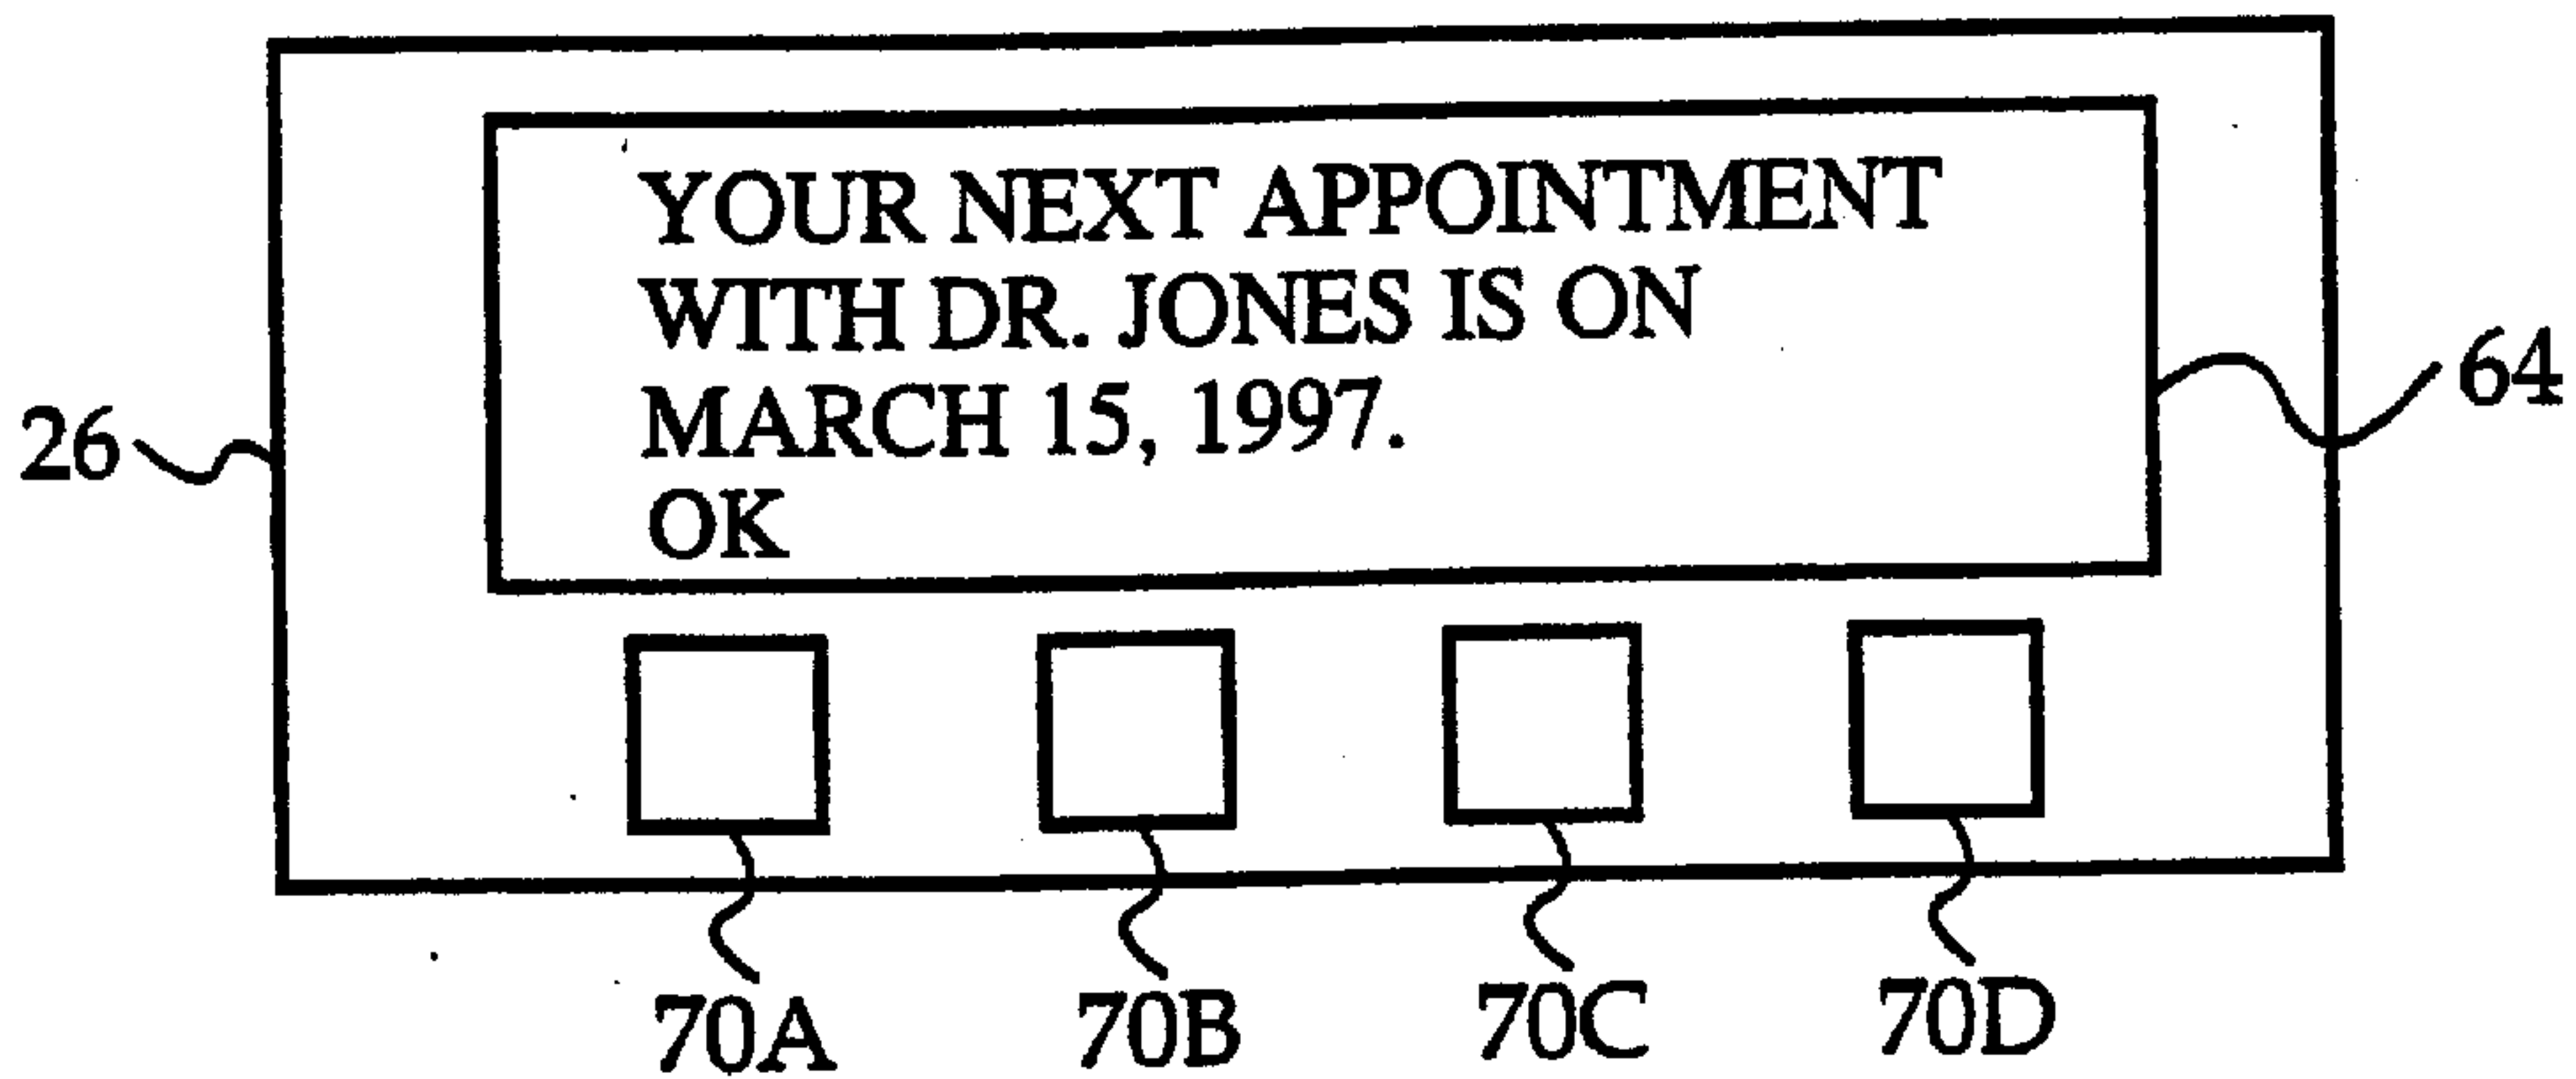 YOUR NEXT APPOINTMENT
WITH DR. JONES IS ON
MARCH 15, 1997.
OK
26
64
70A 70B 70C 70D